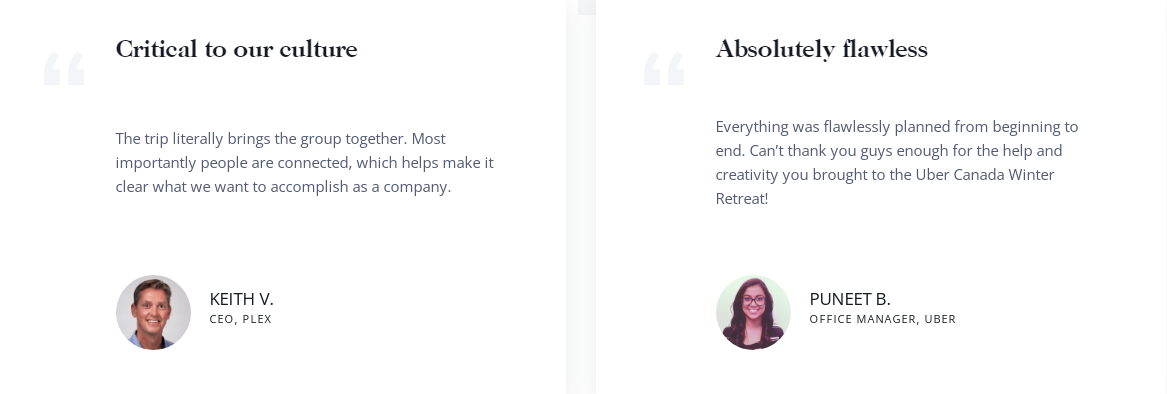 Critical to our culture
The trip literally brings the group together. Most
importantly people are connected, which helps make it
clear what we want to accomplish as a company.
KEITH V.
CEO, PLEX
Absolutely flawless
Everything was flawlessly planned from beginning to
end. Can’t thank you guys enough for the help and
creativity you brought to the Uber Canada Winter
Retreat!
PUNEET B.
OFFICE MANAGER, UBER